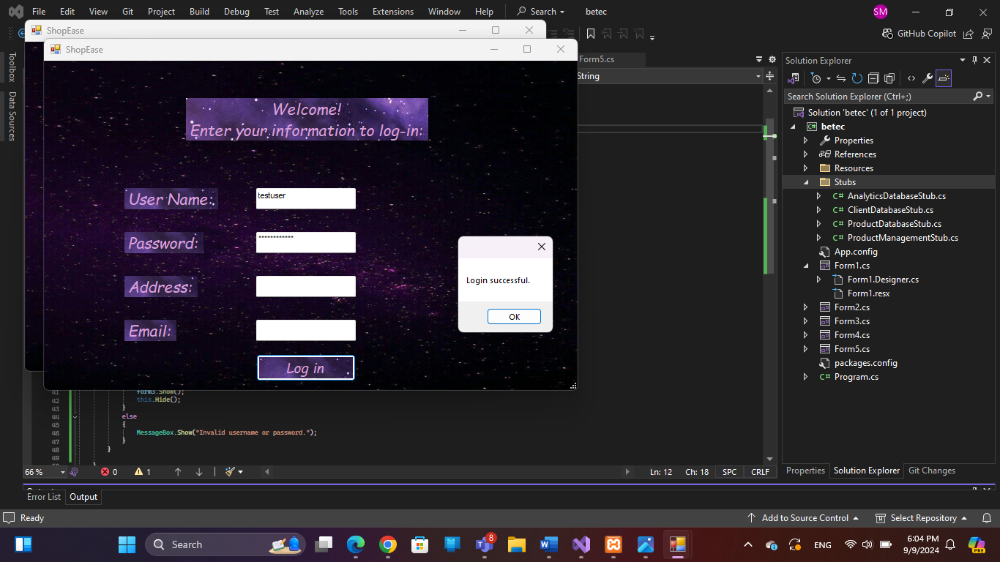 File Edit View Git Project Build Debug Test Analyze Tools Extensions Window Help Search betec SM
ShopEase
GitHub Copilot
ShopEase
Form5.cs
Solution Explorer
String
Toolbox
Data Sources
Search Solution Explorer (Ctrl+;)
Welcome!
Enter your information to log-in:
User Name:
testuser
Password:
************
Address:
Email:
Log in
Login successful.
OK
Solution 'betec' (1 of 1 project)
betec
Properties
References
Resources
Stubs
AnalyticsDatabaseStub.cs
ClientDatabaseStub.cs
ProductDatabaseStub.cs
ProductManagementStub.cs
App.config
Form1.cs
Form1.Designer.cs
Form1.resx
Form2.cs
Form3.cs
Form4.cs
Form5.cs
packages.config
Program.cs
41 form3.Show();
42 this.Hide();
43 }
44 else
45 {
46 MessageBox.Show("Invalid username or password.");
47 }
48 }
49
66 % 0 1 Ln: 12 Ch: 18 SPC CRLF
Properties Solution Explorer Git Changes
Error List Output
Ready Add to Source Control Select Repository
Search 8 ENG 6:04 PM
9/9/2024
PRE